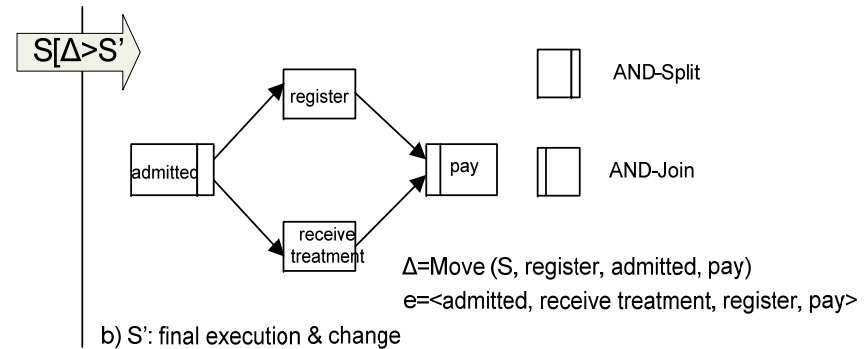 S[Δ>S’
register
AND-Split
admitted
pay
AND-Join
receive
treatment
Δ=Move (S, register, admitted, pay)
e=<admitted, receive treatment, register, pay>
b) S’: final execution & change